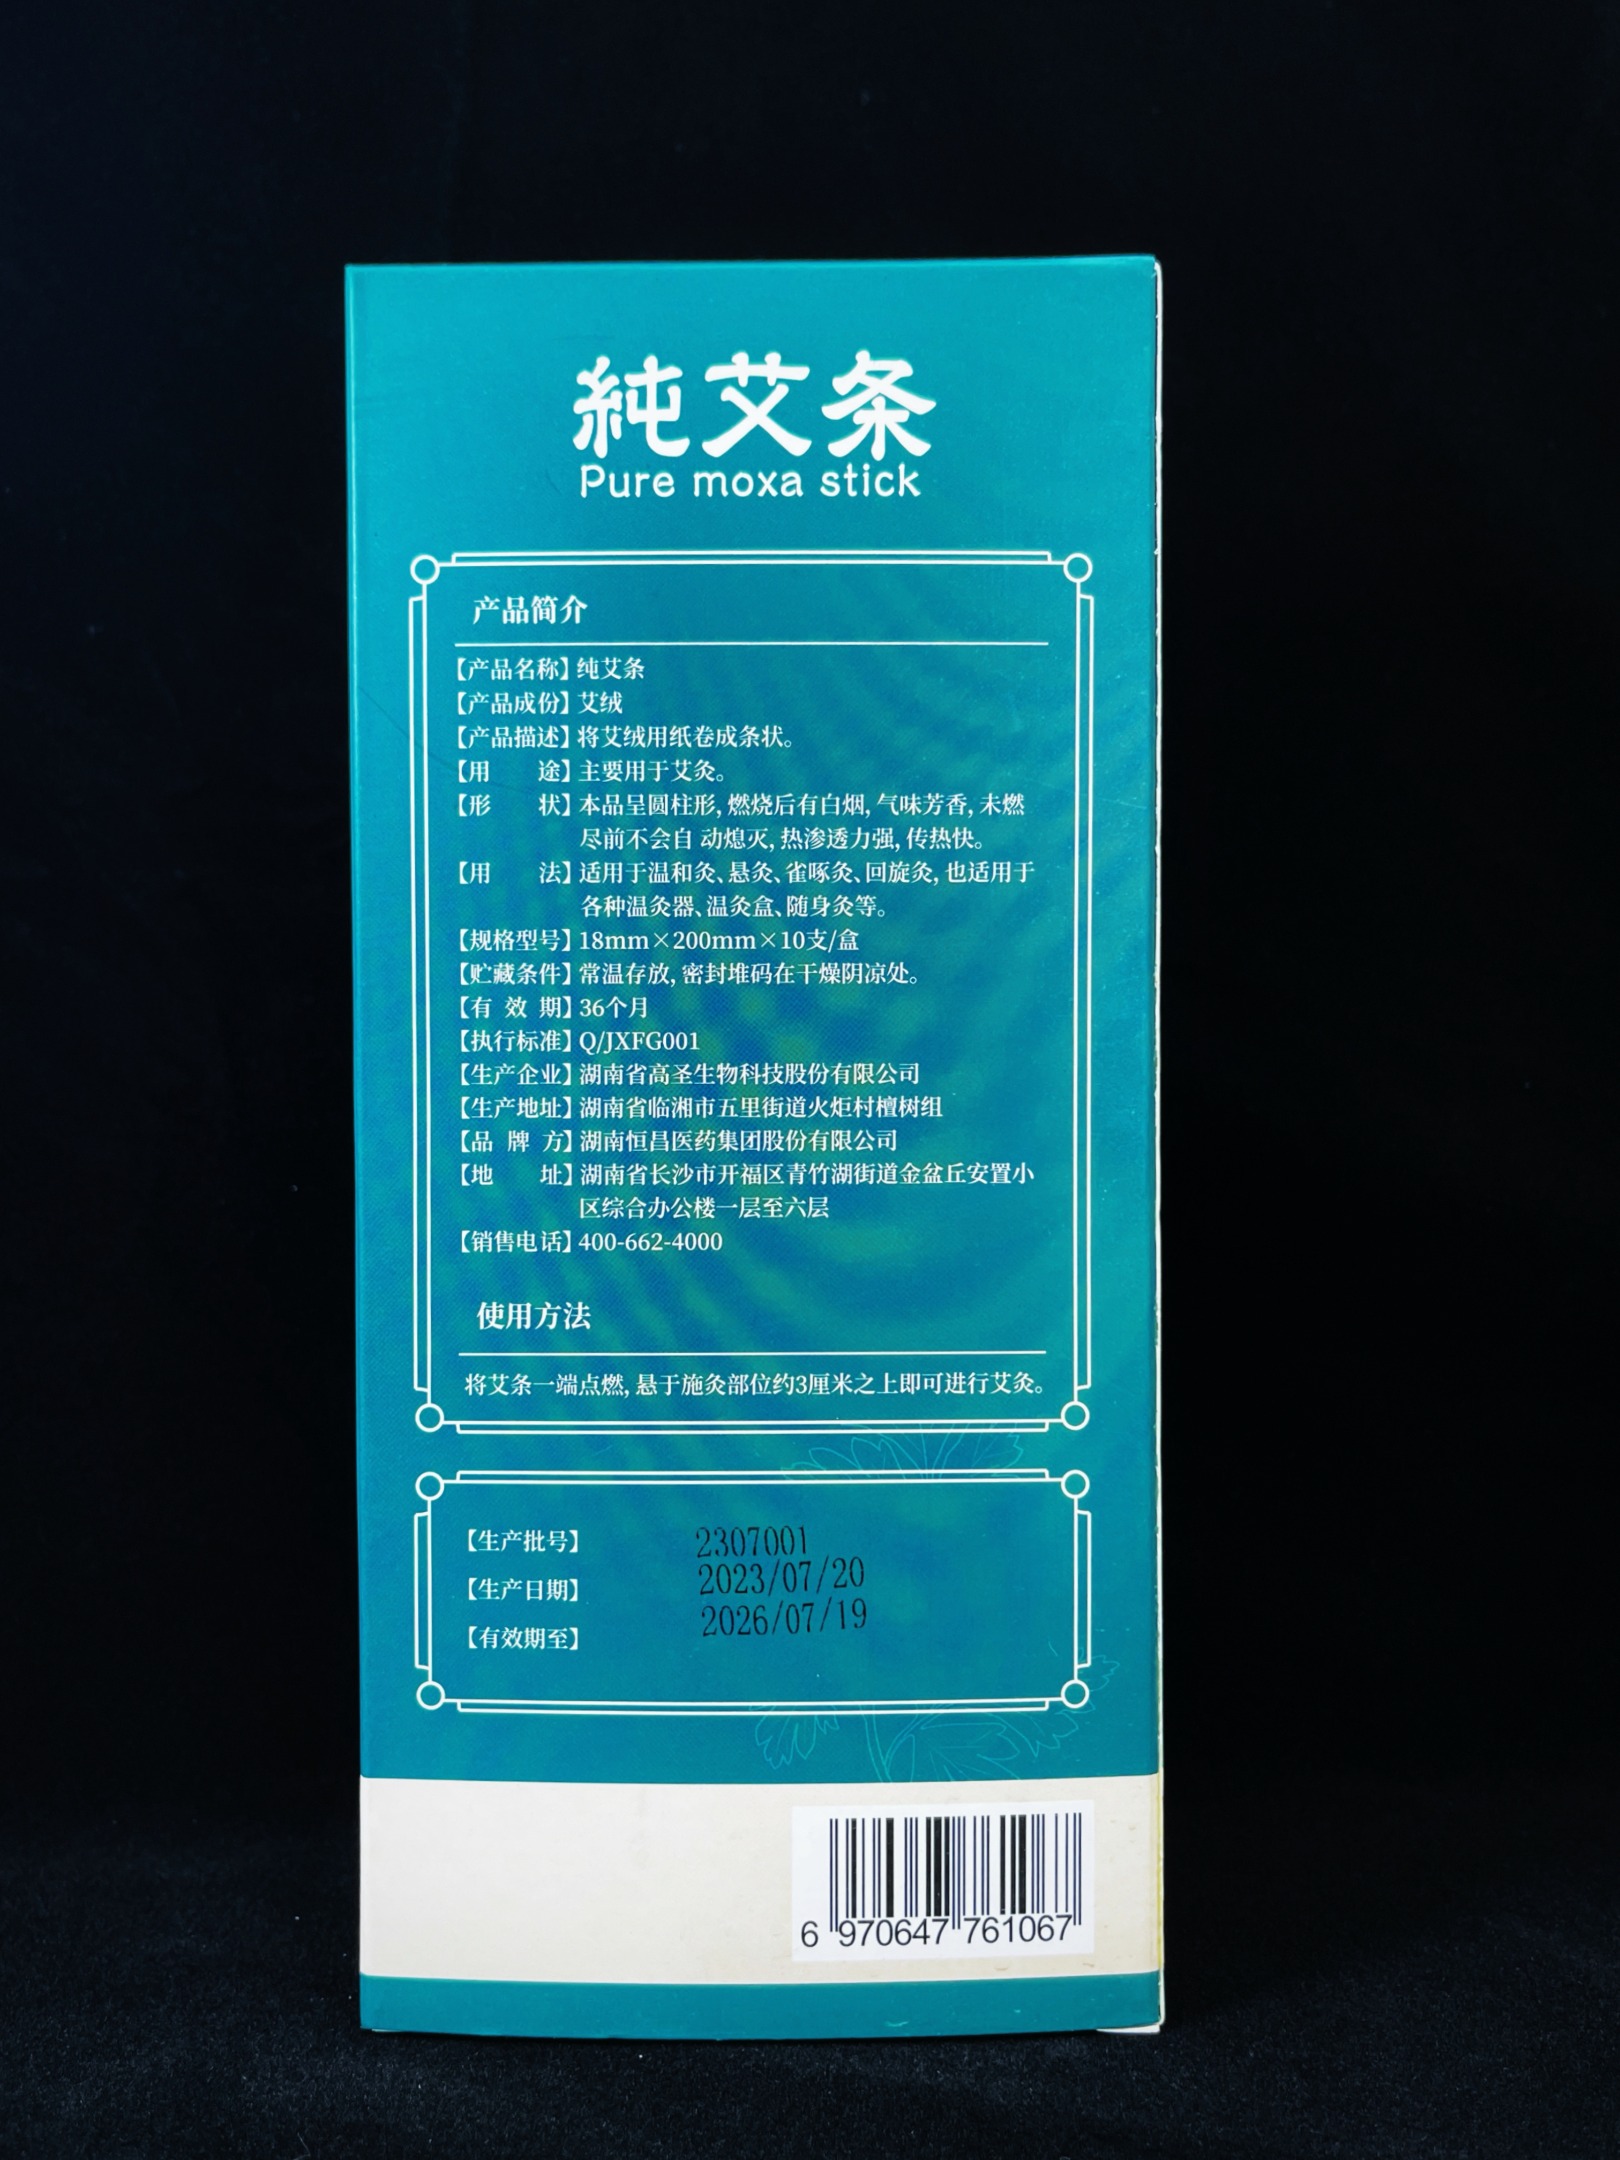 純艾条
Pure moxa stick
产品简介
【产品名称】纯艾条
【产品成份】艾绒
【产品描述】将艾绒用纸卷成条状。
【用 途】主要用于艾灸。
【形 状】本品呈圆柱形,燃烧后有白烟,气味芳香,未燃
尽前不会自 动熄灭,热渗透力强,传热快。
【用 法】适用于温和灸、悬灸、雀啄灸、回旋灸,也适用于
各种温灸器、温灸盒、随身灸等。
【规格型号】18mm×200mm×10支/盒
【贮藏条件】常温存放,密封堆码在干燥阴凉处。
【有 效 期】36个月
【执行标准】Q/JXFG001
【生产企业】湖南省高圣生物科技股份有限公司
【生产地址】湖南省临湘市五里街道火炬村檀树组
【品 牌 方】湖南恒昌医药集团股份有限公司
【地 址】湖南省长沙市开福区青竹湖街道金盆丘安置小
区综合办公楼一层至六层
【销售电话】400-662-4000
使用方法
将艾条一端点燃,悬于施灸部位约3厘米之上即可进行艾灸。
【生产批号】 2307001
【生产日期】 2023/07/20
【有效期至】 2026/07/19
6 970647 761067